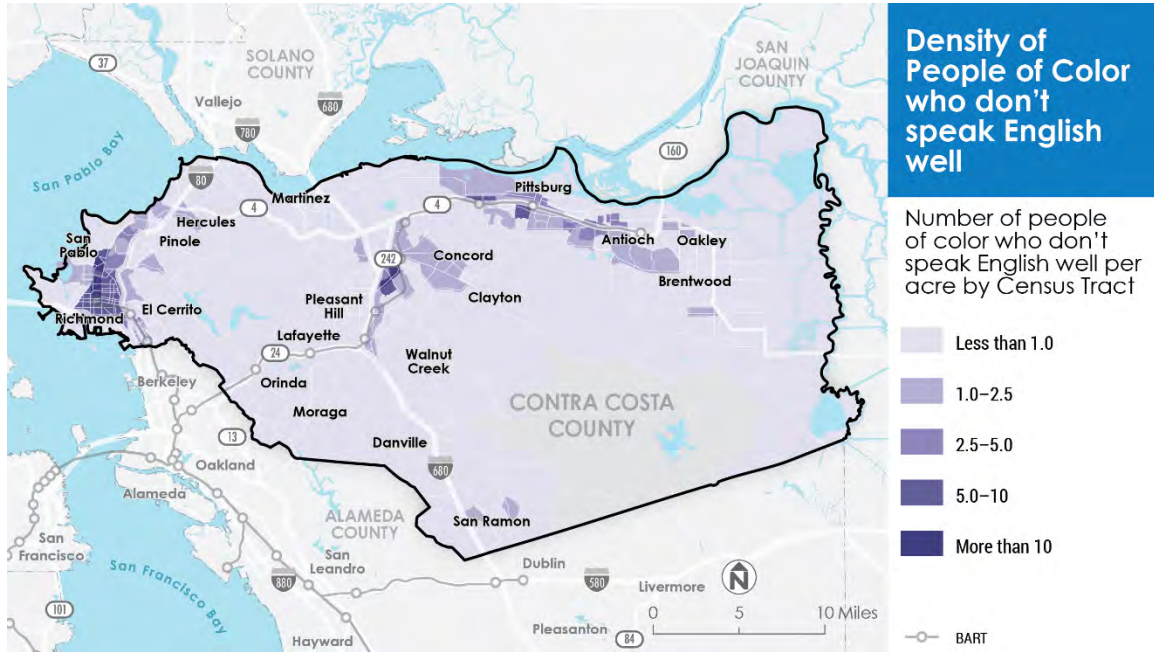 Density of
People of Color
who don't
speak English
well
Number of people
of color who don't
speak English well per
acre by Census Tract
Less than 1.0
1.0–2.5
2.5–5.0
5.0–10
More than 10
BART
37
SOLANO
COUNTY
680
SAN
JOAQUIN
COUNTY
Vallejo
780
160
San Pablo Bay
80
Martinez
4
Hercules
Pinole
San
Pablo
4
Pittsburg
Antioch
Oakley
242
Concord
Brentwood
Clayton
Pleasant
Hill
El Cerrito
Richmond
Lafayette
24
Walnut
Creek
Berkeley
Orinda
Moraga
CONTRA COSTA
COUNTY
13
Danville
Oakland
680
Alameda
ALAMEDA
COUNTY
San Ramon
San
Francisco
San
Leandro
Dublin
San Francisco Bay
880
580
Livermore
N
101
0
5
10 Miles
Pleasanton
84
Hayward